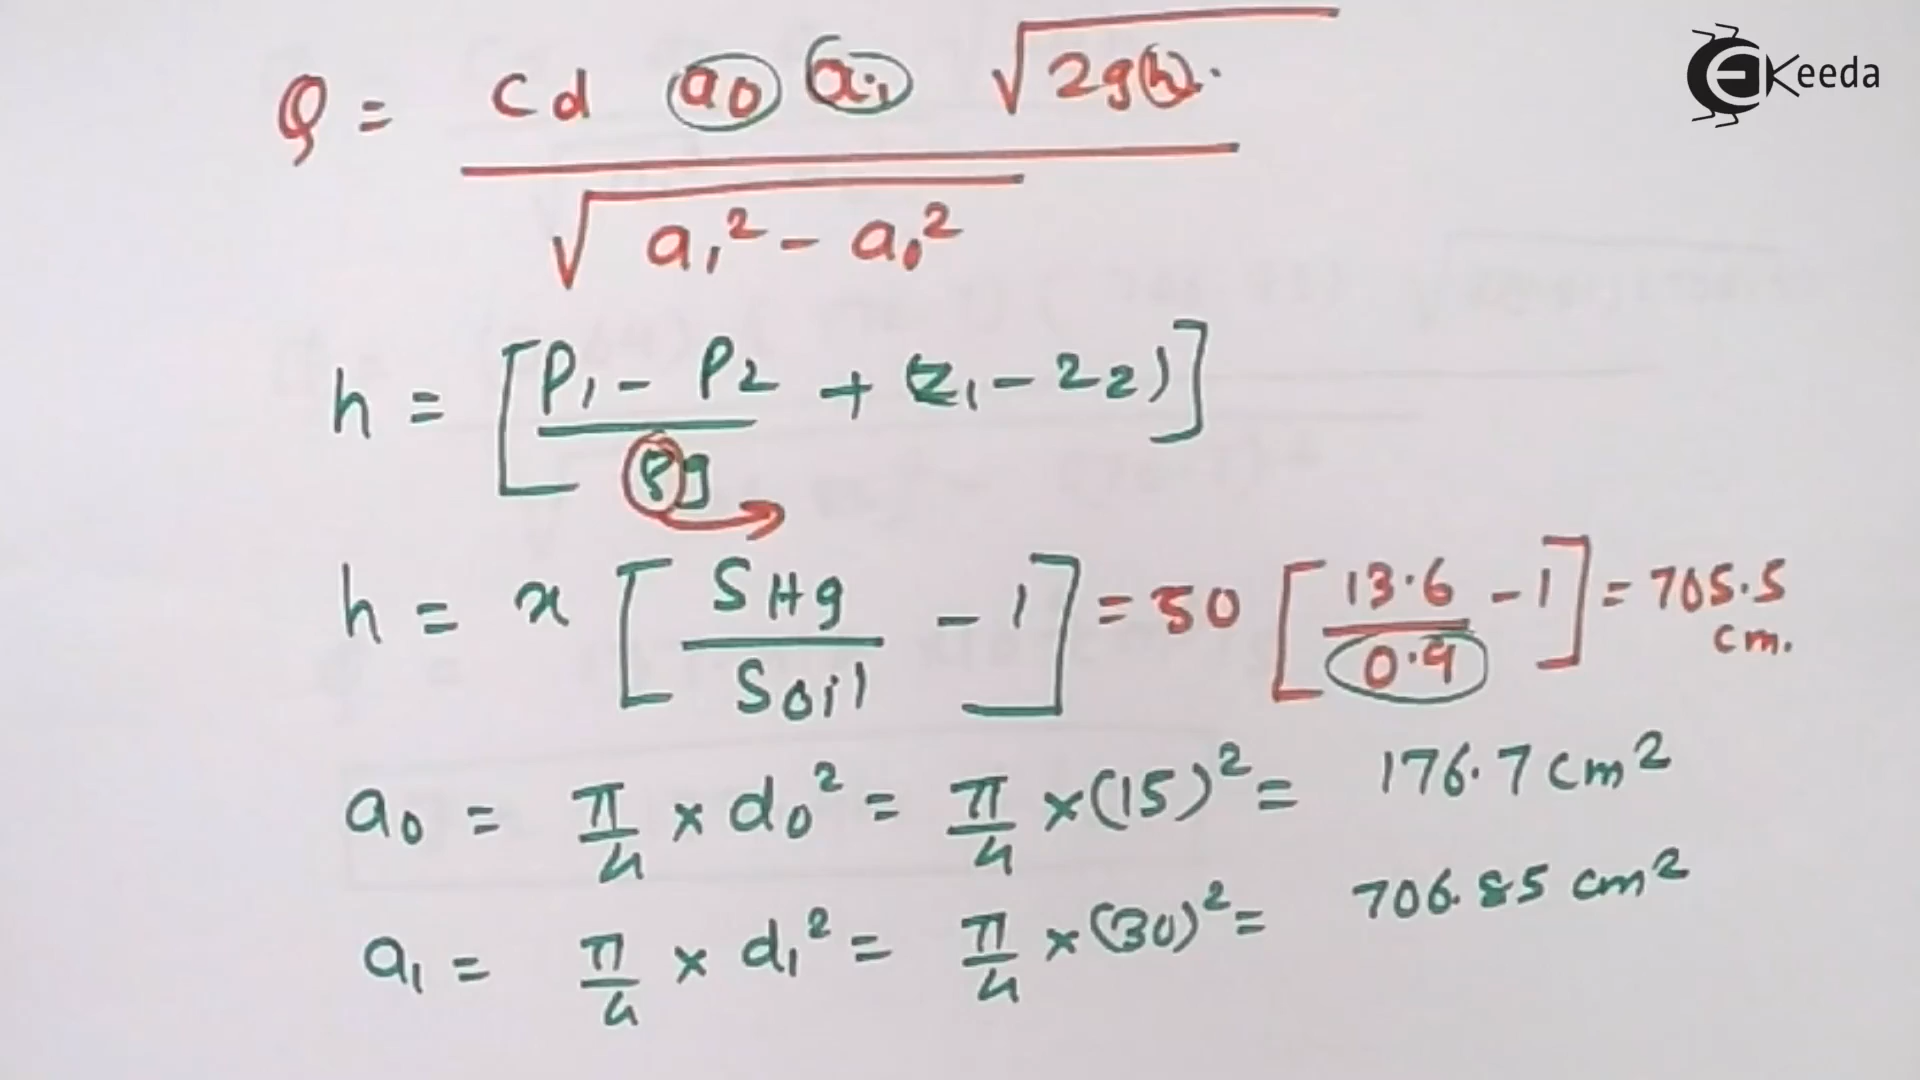 Keeda
Q = Cd a0 a1 √2gh / √a1² - a0²
h = [P1 - P2 / ρg + (z1 - z2)]
h = x [SHg / Soil - 1] = 50 [13.6 / 0.9 - 1] = 705.5 cm.
a0 = π/4 × d0² = π/4 × (15)² = 176.7 cm²
a1 = π/4 × d1² = π/4 × (30)² = 706.85 cm²